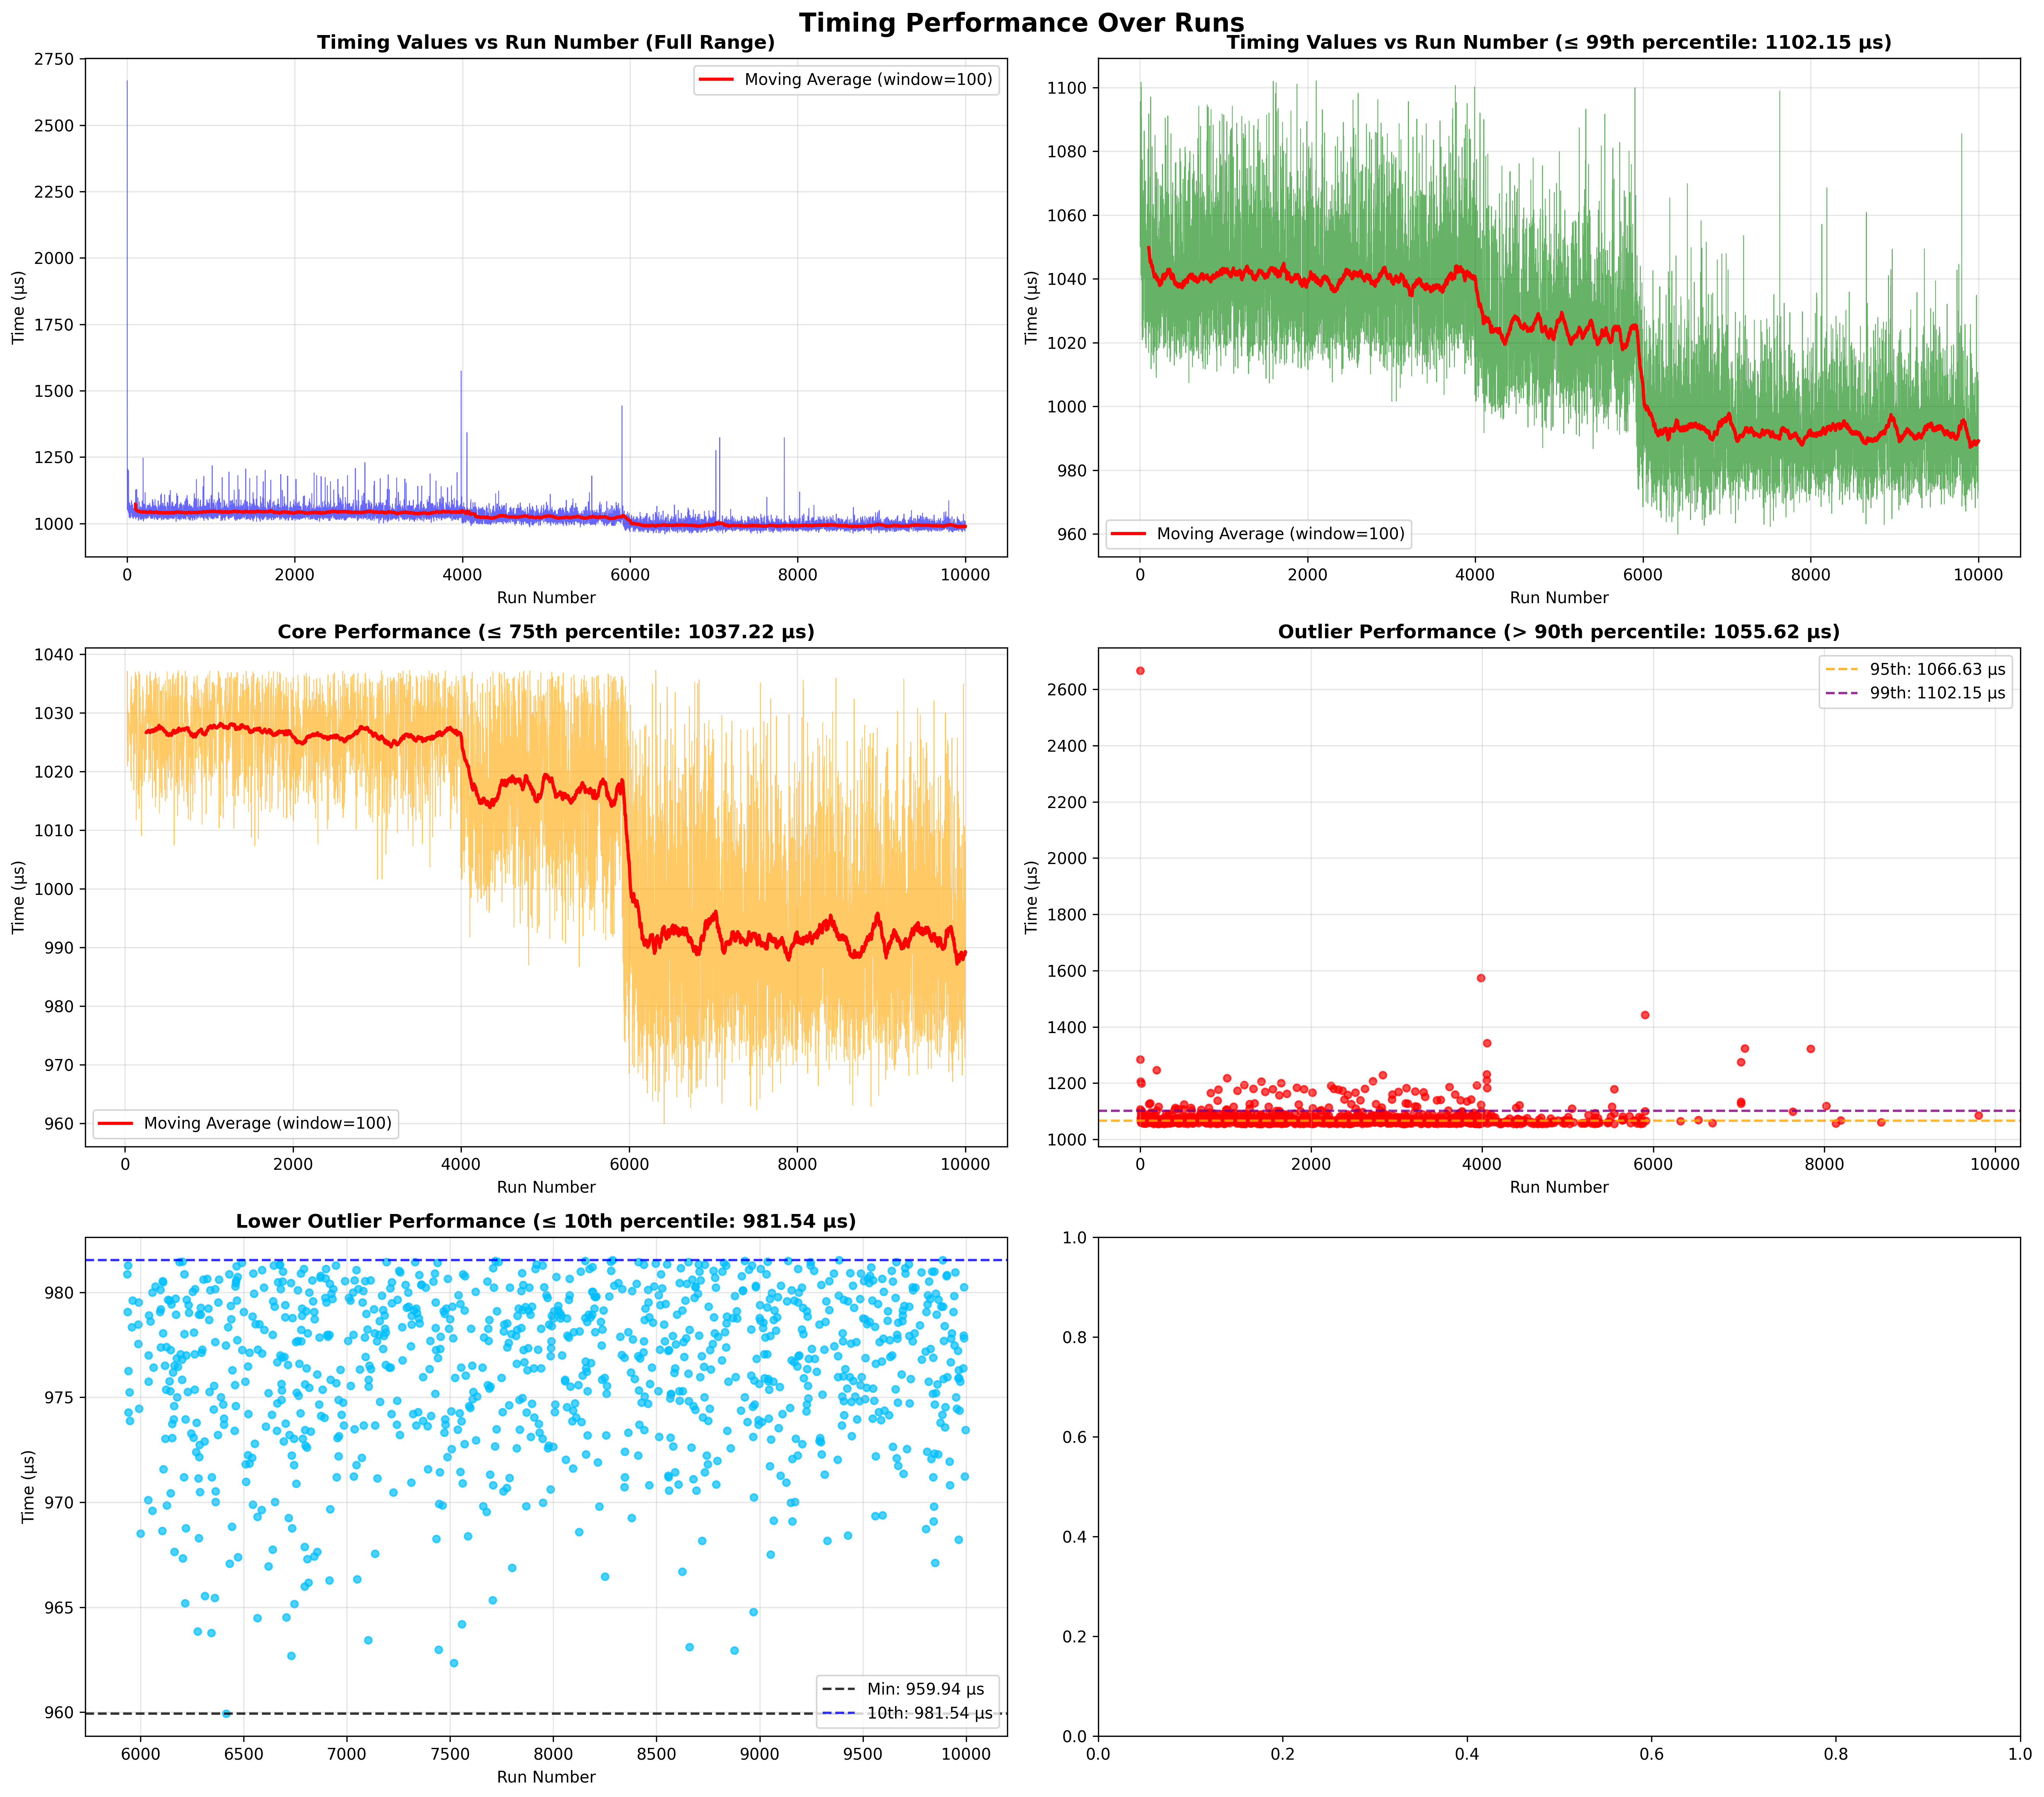 Timing Performance Over Runs
Timing Values vs Run Number (Full Range)
2750
2500
2250
2000
1750
1500
1250
1000
Time (µs)
Moving Average (window=100)
0 2000 4000 6000 8000 10000
Run Number
Timing Values vs Run Number (≤ 99th percentile: 1102.15 µs)
1100
1080
1060
1040
1020
1000
980
960
Time (µs)
Moving Average (window=100)
0 2000 4000 6000 8000 10000
Run Number
Core Performance (≤ 75th percentile: 1037.22 µs)
1040
1030
1020
1010
1000
990
980
970
960
Time (µs)
Moving Average (window=100)
0 2000 4000 6000 8000 10000
Run Number
Outlier Performance (> 90th percentile: 1055.62 µs)
2600
2400
2200
2000
1800
1600
1400
1200
1000
Time (µs)
95th: 1066.63 µs
99th: 1102.15 µs
0 2000 4000 6000 8000 10000
Run Number
Lower Outlier Performance (≤ 10th percentile: 981.54 µs)
980
975
970
965
960
Time (µs)
Min: 959.94 µs
10th: 981.54 µs
6000 6500 7000 7500 8000 8500 9000 9500 10000
Run Number
1.0
0.8
0.6
0.4
0.2
0.0
0.0 0.2 0.4 0.6 0.8 1.0